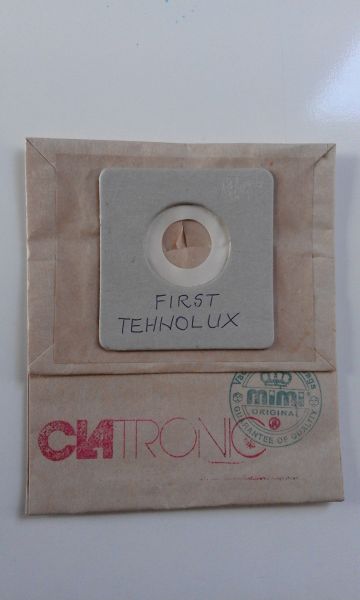 FIRST
TEHNOLUX
CLATRONIC
mimi
ORIGINAL
GUARANTEE OF QUALITY